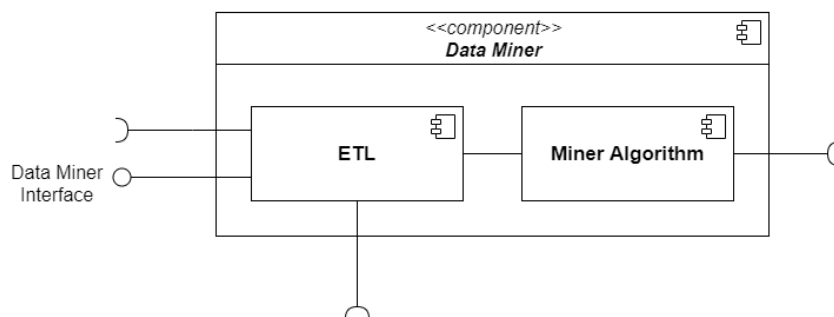 <<component>>
Data Miner
ETL
Miner Algorithm
Data Miner
Interface